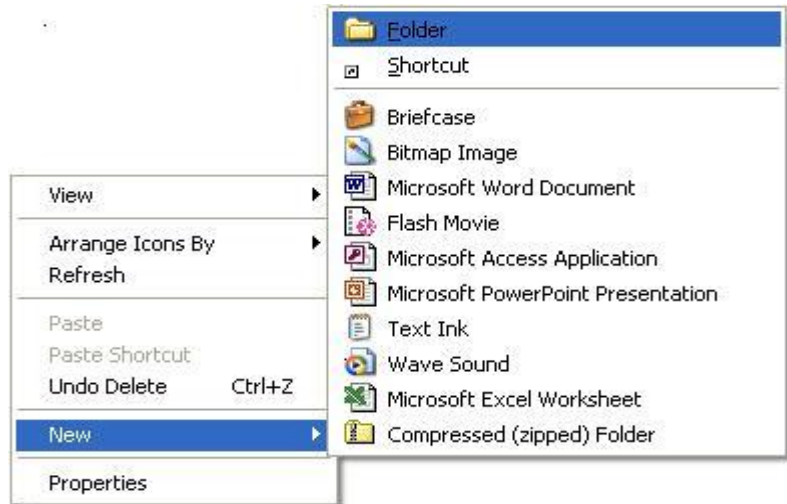 Folder
Shortcut
Briefcase
Bitmap Image
Microsoft Word Document
Flash Movie
Microsoft Access Application
Microsoft PowerPoint Presentation
Text Ink
Wave Sound
Microsoft Excel Worksheet
Compressed (zipped) Folder
View
Arrange Icons By
Refresh
Paste
Paste Shortcut
Undo Delete Ctrl+Z
New
Properties